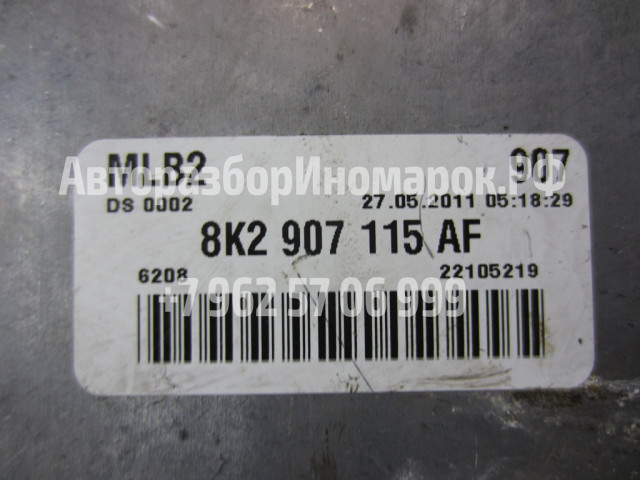 MLB2 907
АвторазборИномарок.РФ
DS 0002 27.05.2011 05:18:29
8K2 907 115 AF
6208 22105219
+7 962 57 06 999